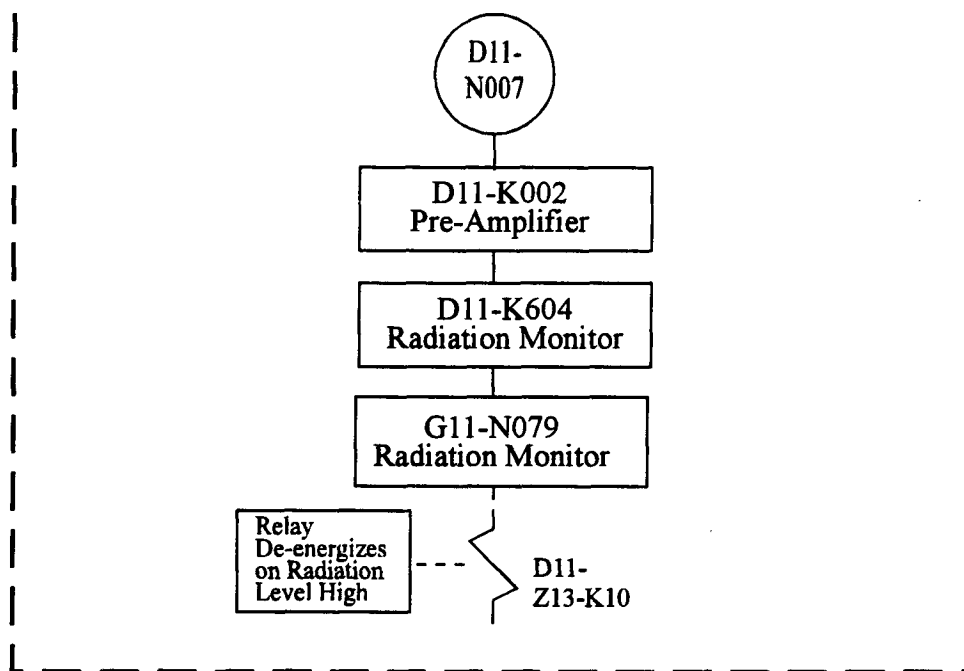 D11-
N007
D11-K002
Pre-Amplifier
D11-K604
Radiation Monitor
G11-N079
Radiation Monitor
Relay
De-energizes
on Radiation
Level High
D11-
Z13-K10